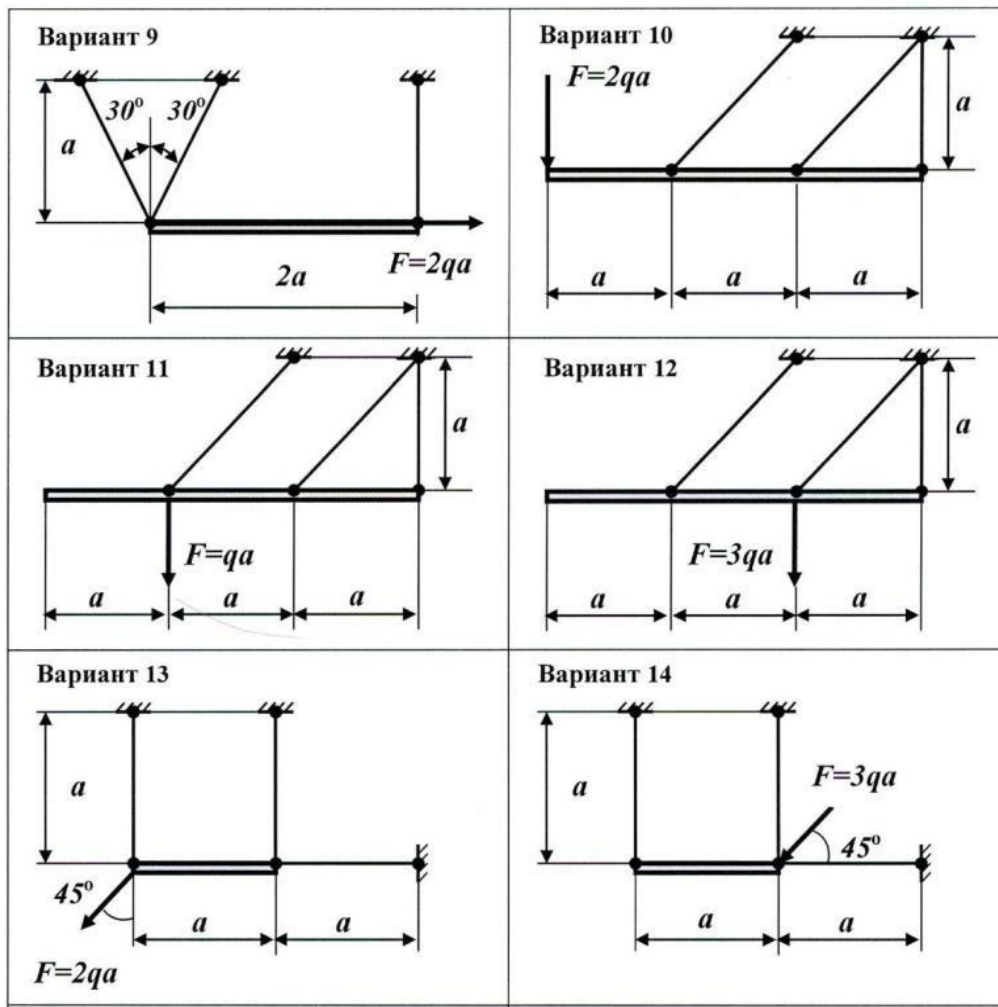 Вариант 9
30° 30°
a
F=2qa
2a
Вариант 10
F=2qa
a
a a a
Вариант 11
a
F=qa
a a a
Вариант 12
a
F=3qa
a a a
Вариант 13
a
45°
a a
F=2qa
Вариант 14
F=3qa
a
45°
a a